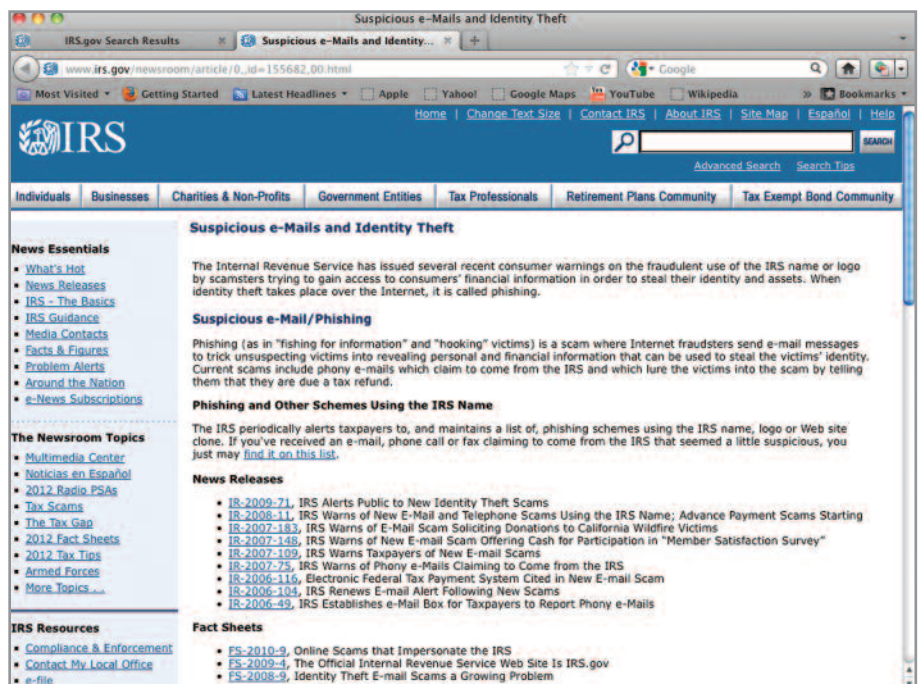 Suspicious e-Mails and Identity Theft
IRS.gov Search Results × Suspicious e-Mails and Identity... × +
www.irs.gov/newsroom/article/0,,id=155682,00.html Google
Most Visited Getting Started Latest Headlines Apple Yahoo! Google Maps YouTube Wikipedia » Bookmarks
Home | Change Text Size | Contact IRS | About IRS | Site Map | Español | Help
IRS
SEARCH
Advanced Search Search Tips
Individuals Businesses Charities & Non-Profits Government Entities Tax Professionals Retirement Plans Community Tax Exempt Bond Community
News Essentials
▪ What's Hot
▪ News Releases
▪ IRS - The Basics
▪ IRS Guidance
▪ Media Contacts
▪ Facts & Figures
▪ Problem Alerts
▪ Around the Nation
▪ e-News Subscriptions
The Newsroom Topics
▪ Multimedia Center
▪ Noticias en Español
▪ 2012 Radio PSAs
▪ Tax Scams
▪ The Tax Gap
▪ 2012 Fact Sheets
▪ 2012 Tax Tips
▪ Armed Forces
▪ More Topics . .
IRS Resources
▪ Compliance & Enforcement
▪ Contact My Local Office
▪ e-file
Suspicious e-Mails and Identity Theft
The Internal Revenue Service has issued several recent consumer warnings on the fraudulent use of the IRS name or logo
by scamsters trying to gain access to consumers' financial information in order to steal their identity and assets. When
identity theft takes place over the Internet, it is called phishing.
Suspicious e-Mail/Phishing
Phishing (as in "fishing for information" and "hooking" victims) is a scam where Internet fraudsters send e-mail messages
to trick unsuspecting victims into revealing personal and financial information that can be used to steal the victims' identity.
Current scams include phony e-mails which claim to come from the IRS and which lure the victims into the scam by telling
them that they are due a tax refund.
Phishing and Other Schemes Using the IRS Name
The IRS periodically alerts taxpayers to, and maintains a list of, phishing schemes using the IRS name, logo or Web site
clone. If you've received an e-mail, phone call or fax claiming to come from the IRS that seemed a little suspicious, you
just may find it on this list.
News Releases
• IR-2009-71, IRS Alerts Public to New Identity Theft Scams
• IR-2008-11, IRS Warns of New E-Mail and Telephone Scams Using the IRS Name; Advance Payment Scams Starting
• IR-2007-183, IRS Warns of E-Mail Scam Soliciting Donations to California Wildfire Victims
• IR-2007-148, IRS Warns of New E-mail Scam Offering Cash for Participation in "Member Satisfaction Survey"
• IR-2007-109, IRS Warns Taxpayers of New E-mail Scams
• IR-2007-75, IRS Warns of Phony e-Mails Claiming to Come from the IRS
• IR-2006-116, Electronic Federal Tax Payment System Cited in New E-mail Scam
• IR-2006-104, IRS Renews E-mail Alert Following New Scams
• IR-2006-49, IRS Establishes e-Mail Box for Taxpayers to Report Phony e-Mails
Fact Sheets
• FS-2010-9, Online Scams that Impersonate the IRS
• FS-2009-4, The Official Internal Revenue Service Web Site Is IRS.gov
• FS-2008-9, Identity Theft E-mail Scams a Growing Problem